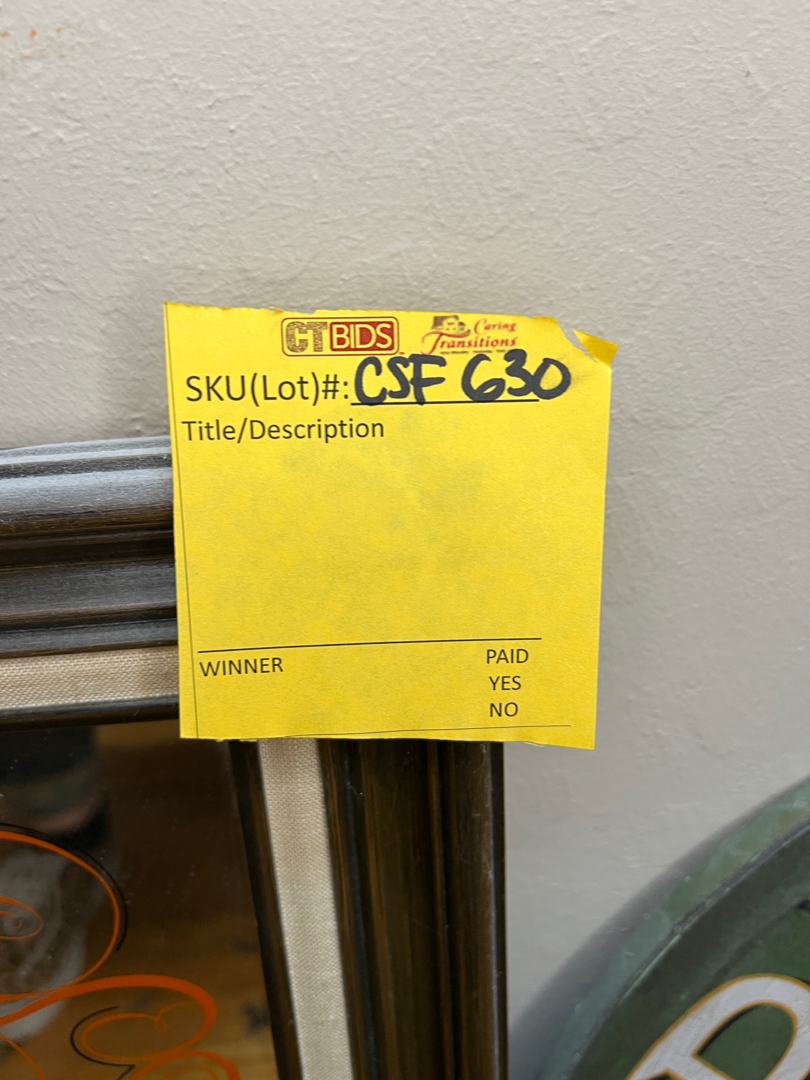 CTBIDS
Caring
Transitions
SKU(Lot)#: CSF 630
Title/Description
WINNER
PAID
YES
NO